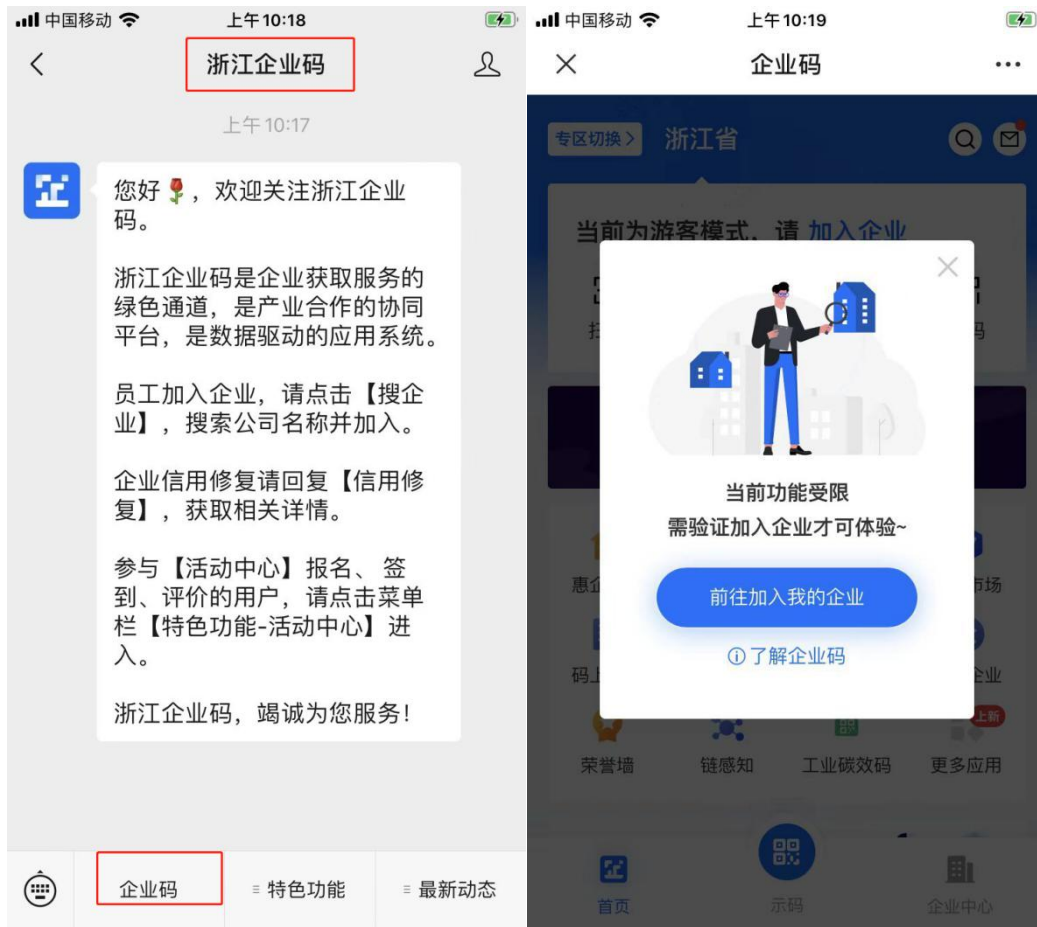 中国移动 上午10:18
浙江企业码
上午 10:17
您好🌹，欢迎关注浙江企业
码。
浙江企业码是企业获取服务的
绿色通道，是产业合作的协同
平台，是数据驱动的应用系统。
员工加入企业，请点击【搜企
业】，搜索公司名称并加入。
企业信用修复请回复【信用修
复】，获取相关详情。
参与【活动中心】报名、 签
到、评价的用户，请点击菜单
栏【特色功能-活动中心】进
入。
浙江企业码，竭诚为您服务！
企业码 特色功能 最新动态
中国移动 上午10:19
企业码
专区切换 浙江省
当前为游客模式，请 加入企业
码
当前功能受限
需验证加入企业才可体验~
前往加入我的企业
了解企业码
惠企 市场
码上 企业
上新
荣誉墙 链感知 工业碳效码 更多应用
首页 示码 企业中心